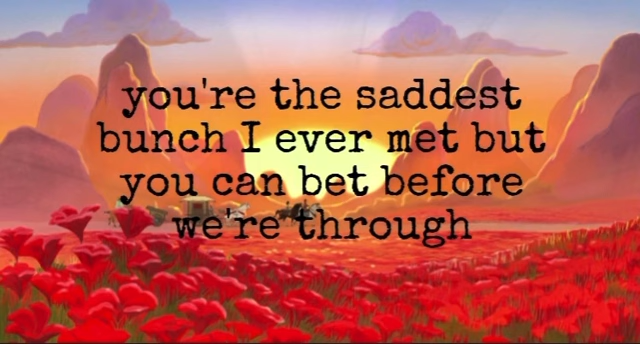 you're the saddest
bunch I ever met but
you can bet before
we're through